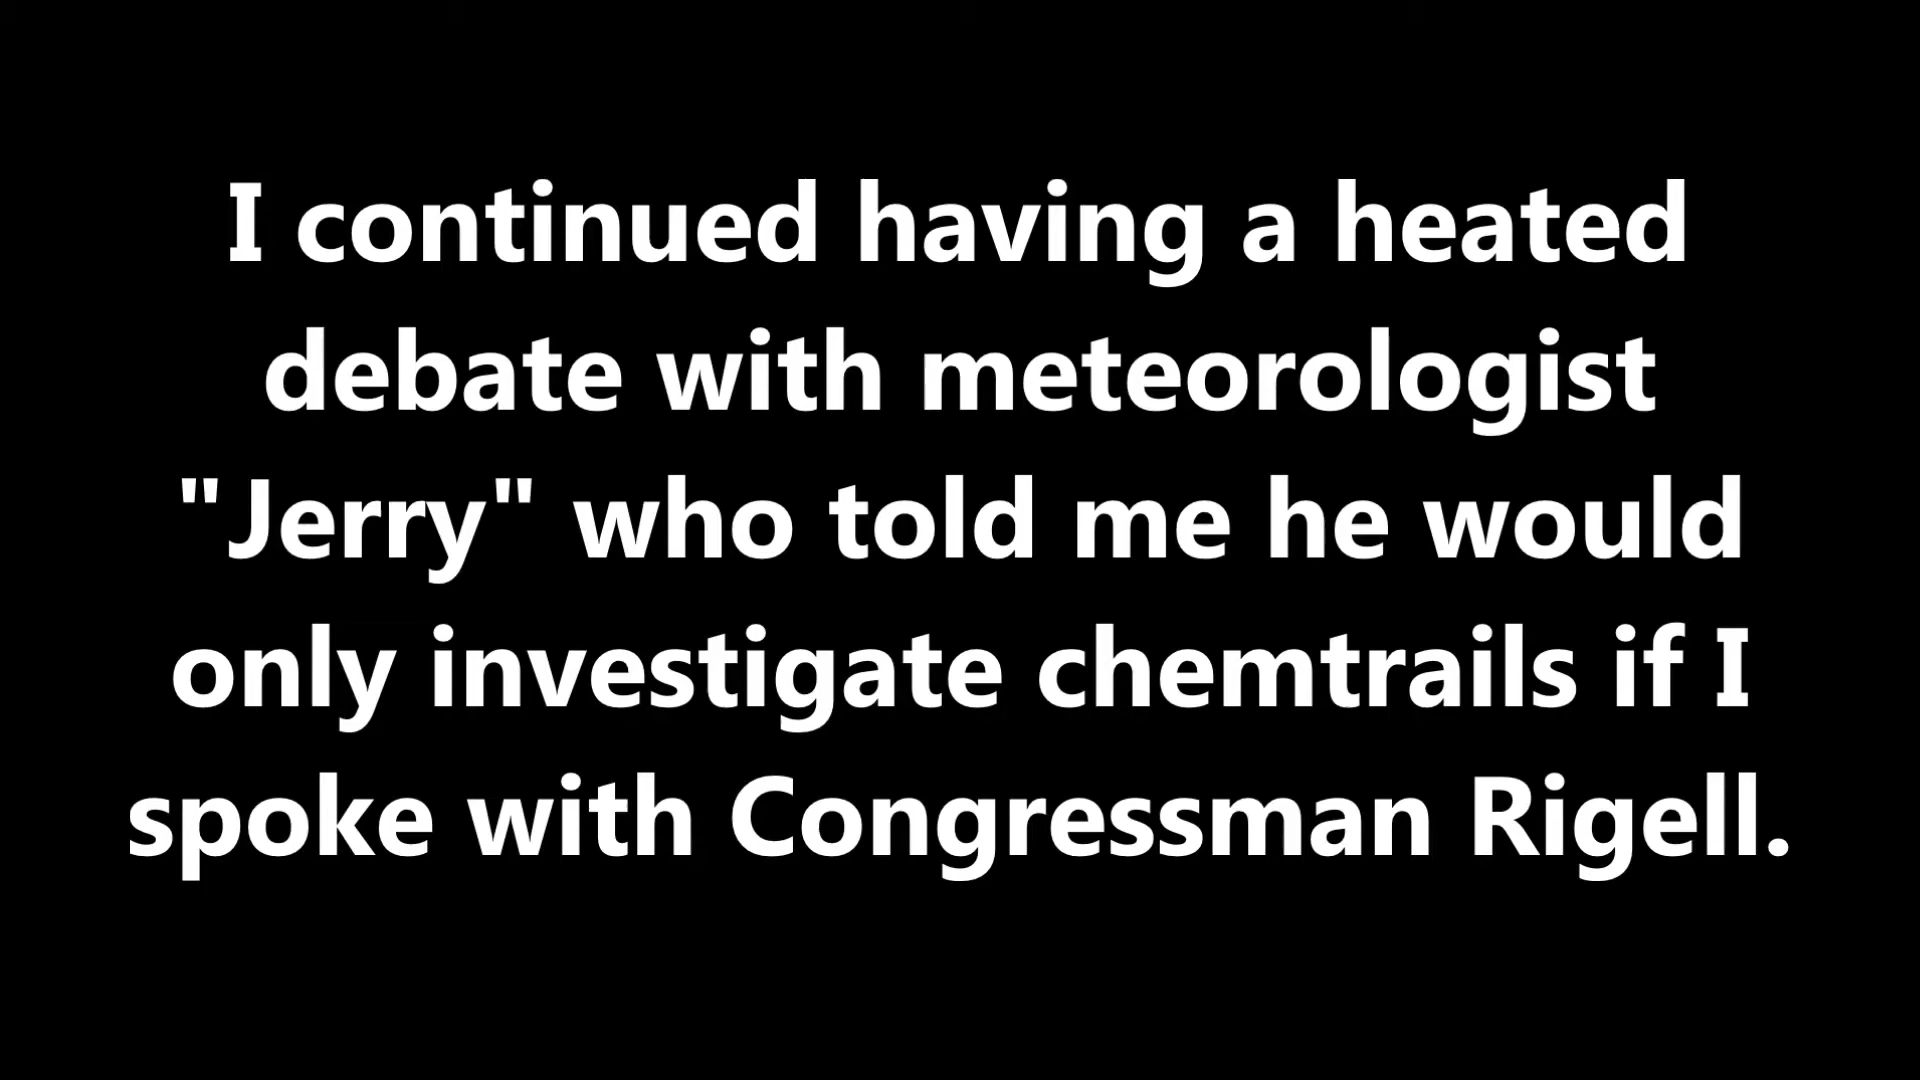 I continued having a heated
debate with meteorologist
"Jerry" who told me he would
only investigate chemtrails if I
spoke with Congressman Rigell.